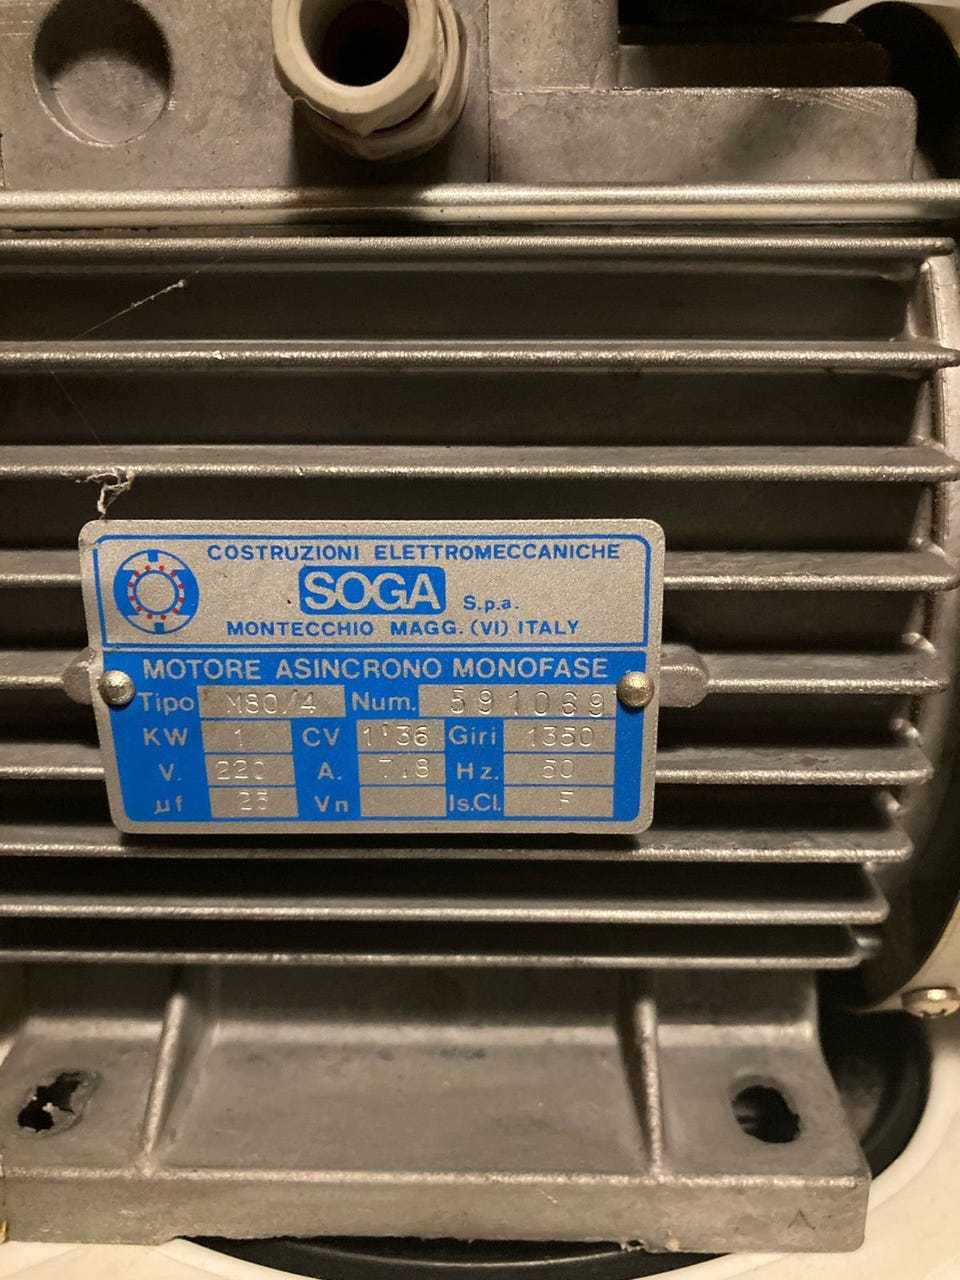 COSTRUZIONI ELETTROMECCANICHE
SOGA S.p.a.
MONTECCHIO MAGG. (VI) ITALY
MOTORE ASINCRONO MONOFASE
Tipo M80/4 Num. 591069
KW 1 CV 1'36 Giri 1350
V. 220 A. 7'8 Hz. 50
µf 25 Vn Is.Cl. F